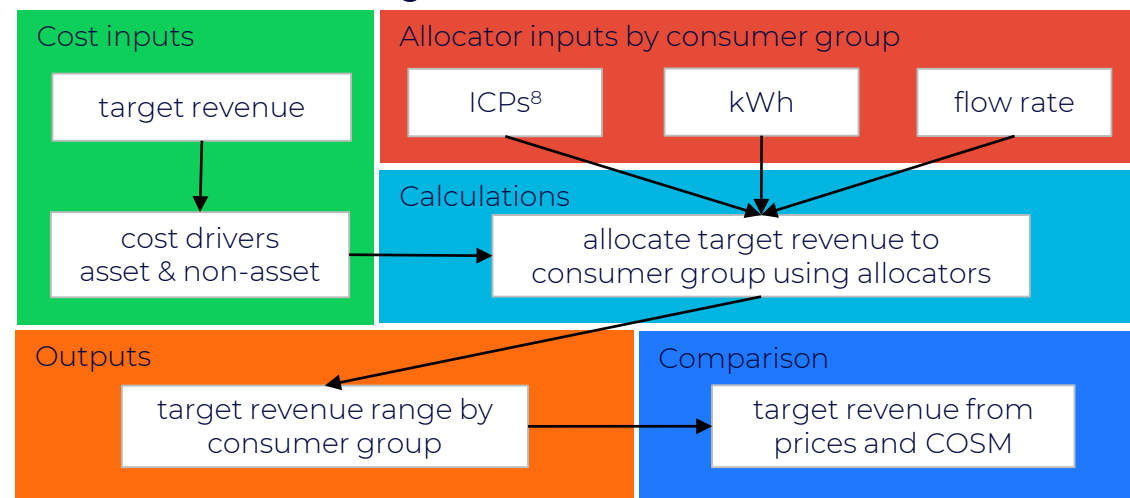 Cost inputs
target revenue
cost drivers
asset & non-asset
Allocator inputs by consumer group
ICPs⁸
kWh
flow rate
Calculations
allocate target revenue to
consumer group using allocators
Outputs
target revenue range by
consumer group
Comparison
target revenue from
prices and COSM